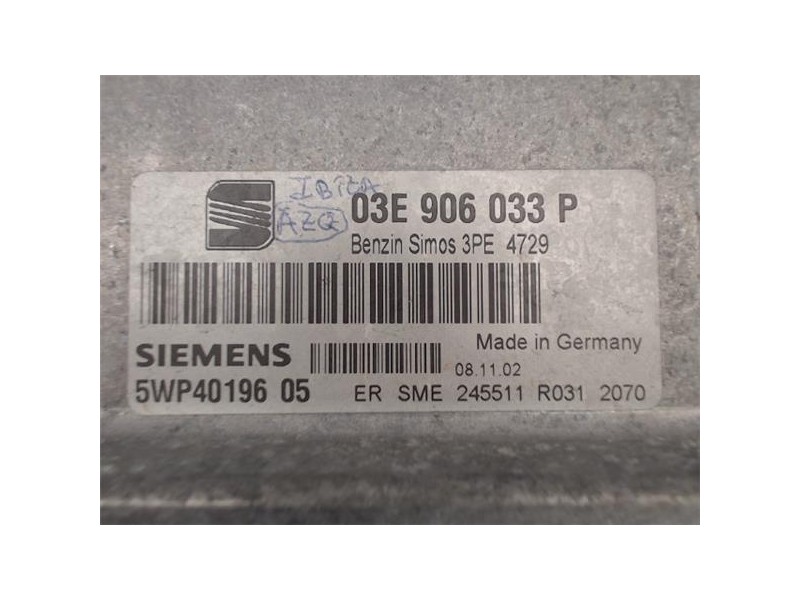 IBIZA
AZQ
03E 906 033 P
Benzin Simos 3PE 4729
Made in Germany
SIEMENS
08.11.02
5WP40196 05
ER SME 245511 R031 2070